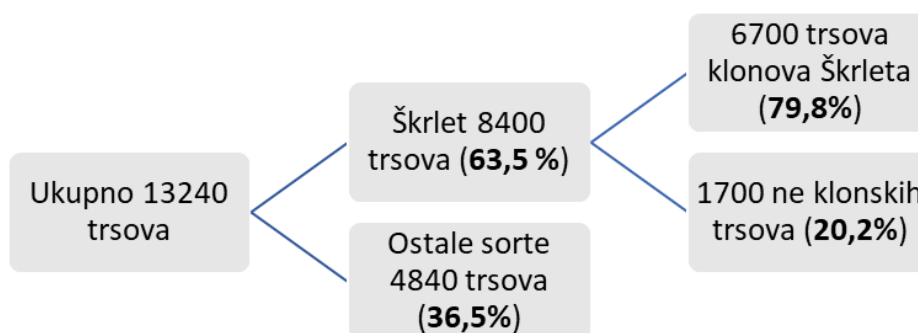 Ukupno 13240
trsova
Škrlet 8400
trsova (63,5 %)
Ostale sorte
4840 trsova
(36,5%)
6700 trsova
klonova Škrleta
(79,8%)
1700 ne klonskih
trsova (20,2%)